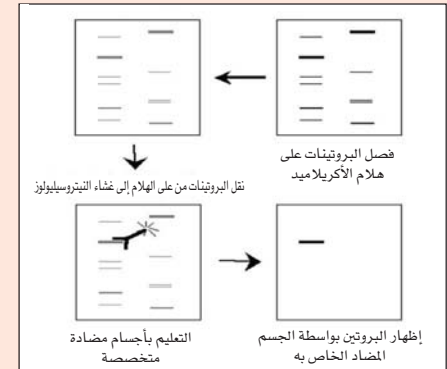 فصل البروتينات على
هلام الأكريلاميد
نقل البروتينات من على الهلام إلى غشاء النيتروسيليولوز
التعليم بأجسام مضادة
متخصصة
إظهار البروتين بواسطة الجسم
المضاد الخاص به